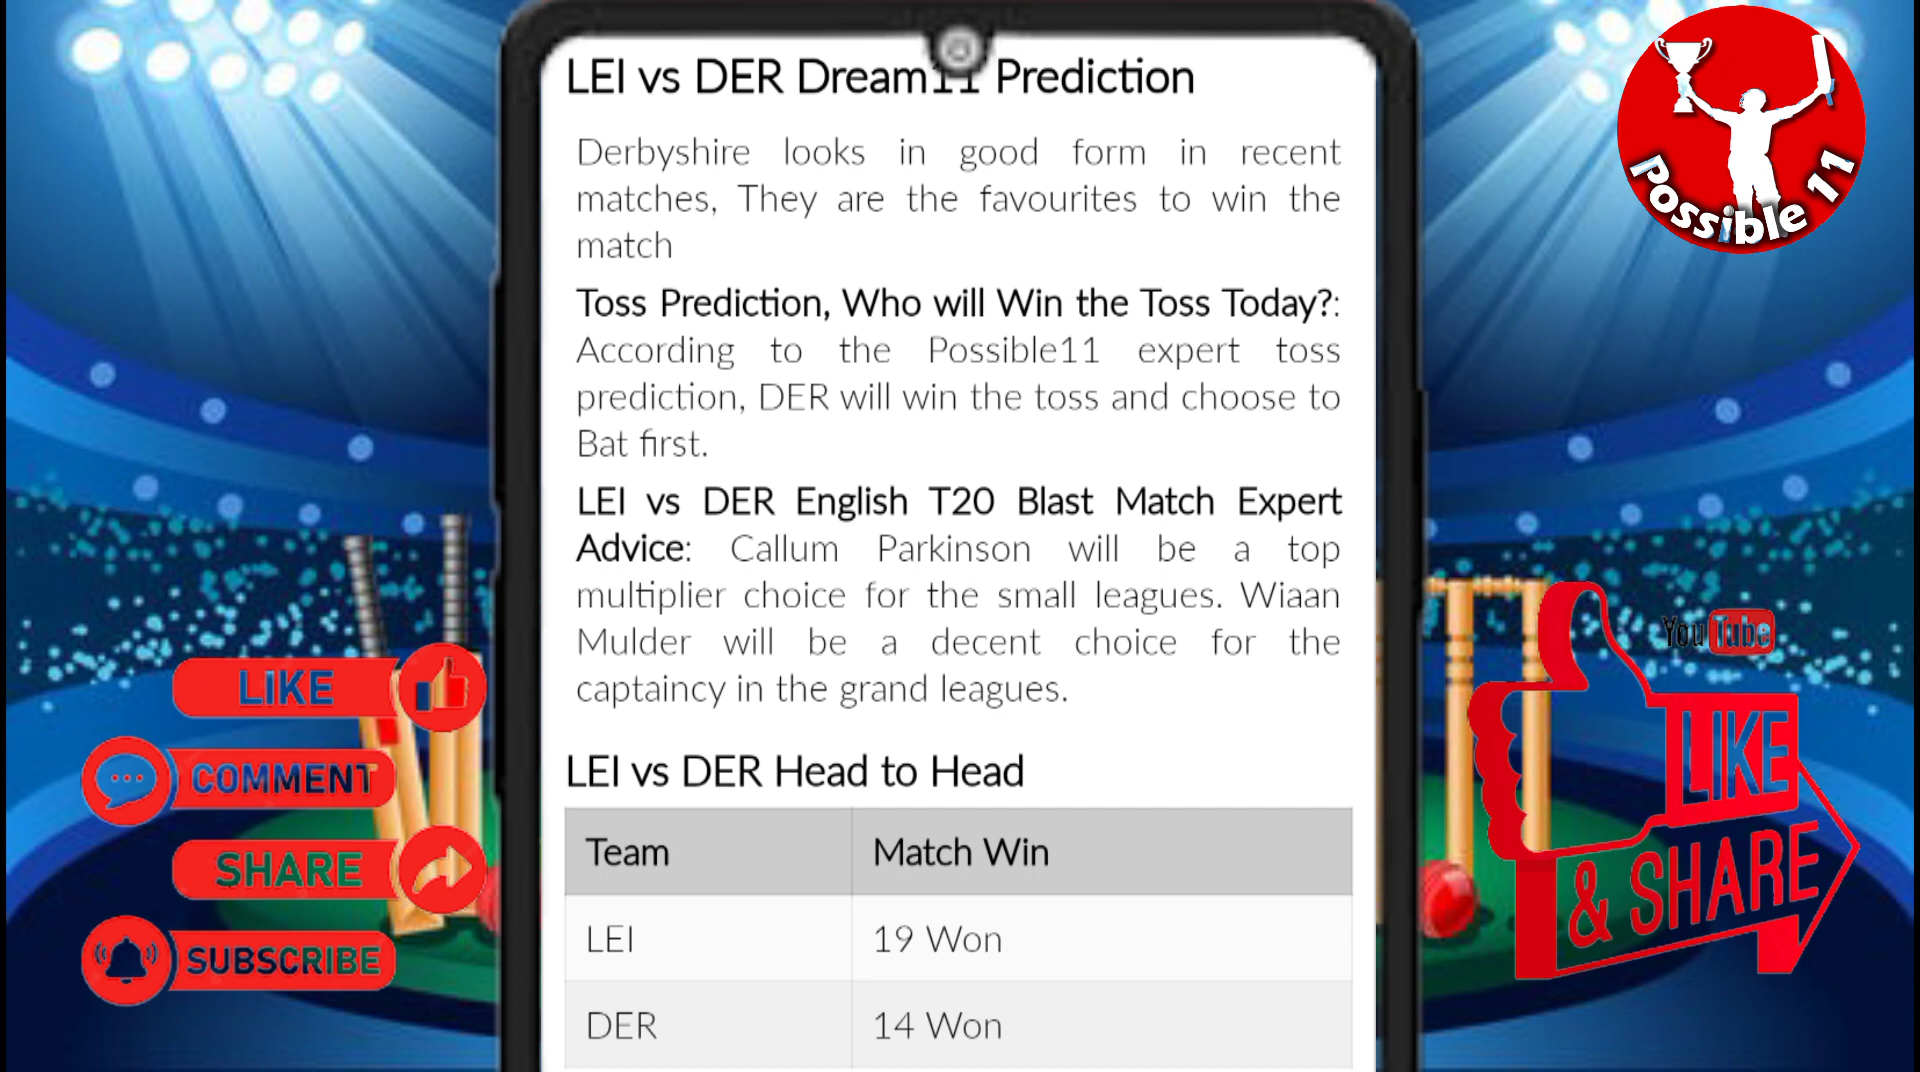 LEI vs DER Dream11 Prediction
Derbyshire looks in good form in recent
matches, They are the favourites to win the
match
Toss Prediction, Who will Win the Toss Today?:
According to the Possible11 expert toss
prediction, DER will win the toss and choose to
Bat first.
LEI vs DER English T20 Blast Match Expert
Advice: Callum Parkinson will be a top
multiplier choice for the small leagues. Wiaan
Mulder will be a decent choice for the
captaincy in the grand leagues.
LEI vs DER Head to Head
Team Match Win
LEI 19 Won
DER 14 Won
LIKE
COMMENT
SHARE
SUBSCRIBE
Possible 11
YouTube
LIKE
& SHARE